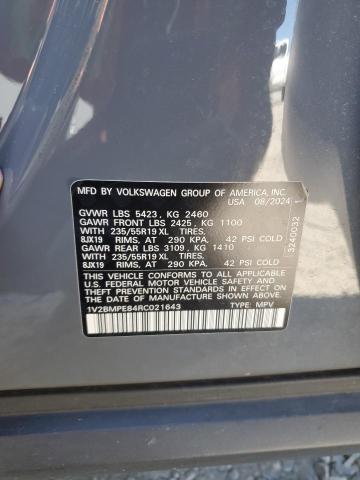 MFD BY VOLKSWAGEN GROUP OF AMERICA, INC.
USA 08/2024
GVWR LBS 5423, KG 2460
GAWR FRONT LBS 2425, KG 1100
WITH 235/55R19 XL TIRES.
8JX19 RIMS, AT 290 KPA, 42 PSI COLD
GAWR REAR LBS 3109, KG 1410
WITH 235/55R19 XL TIRES.
8JX19 RIMS, AT 290 KPA, 42 PSI COLD
THIS VEHICLE CONFORMS TO ALL APPLICABLE
U.S. FEDERAL MOTOR VEHICLE SAFETY AND
THEFT PREVENTION STANDARDS IN EFFECT ON THE
DATE OF MANUFACTURE SHOWN ABOVE.
1V2BMPE84RC021643 TYPE: MPV
3240032